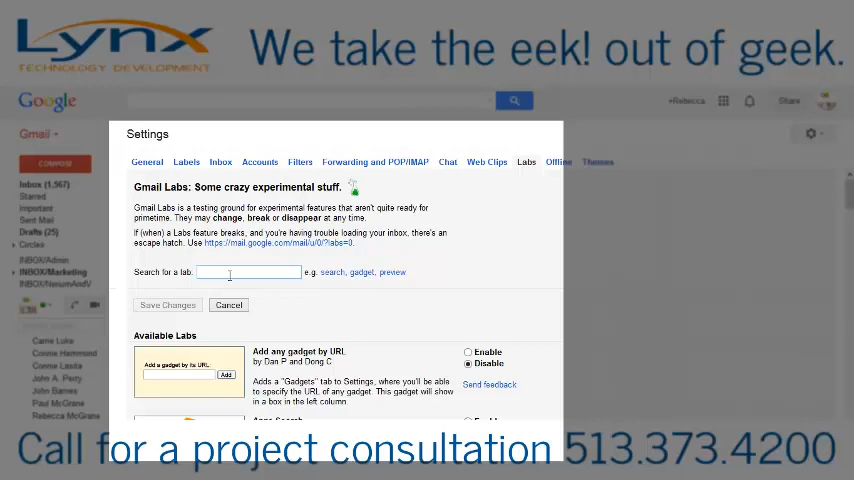 Lynx
TECHNOLOGY DEVELOPMENT
We take the eek! out of geek.
Google
+Rebecca
Share
Gmail
Settings
COMPOSE
General Labels Inbox Accounts Filters Forwarding and POP/IMAP Chat Web Clips Labs Offline Themes
Inbox (1,567)
Starred
Important
Sent Mail
Drafts (25)
Circles
INBOX/Admin
INBOX/Marketing
INBOX/NeriumAndV
Carrie Luke
Connie Hammond
Connie Lasita
John A. Perry
John Barnes
Paul McGrane
Rebecca McGrane
Gmail Labs: Some crazy experimental stuff.
Gmail Labs is a testing ground for experimental features that aren't quite ready for
primetime. They may change, break or disappear at any time.
If (when) a Labs feature breaks, and you're having trouble loading your inbox, there's an
escape hatch. Use https://mail.google.com/mail/u/0/?labs=0.
Search for a lab: e.g. search, gadget, preview
Save Changes Cancel
Available Labs
Add a gadget by its URL:
Add
Add any gadget by URL
by Dan P and Dong C
Adds a "Gadgets" tab to Settings, where you'll be able
to specify the URL of any gadget. This gadget will show
in a box in the left column.
Enable
Disable
Send feedback
Call for a project consultation 513.373.4200